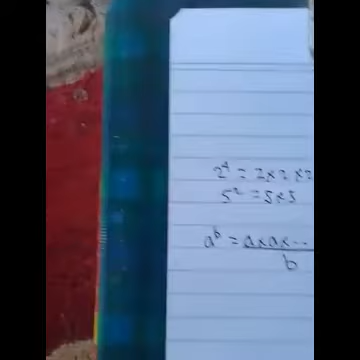 2⁴ = 2×2×2
5² = 5×5
aᵇ = a×a×...
b